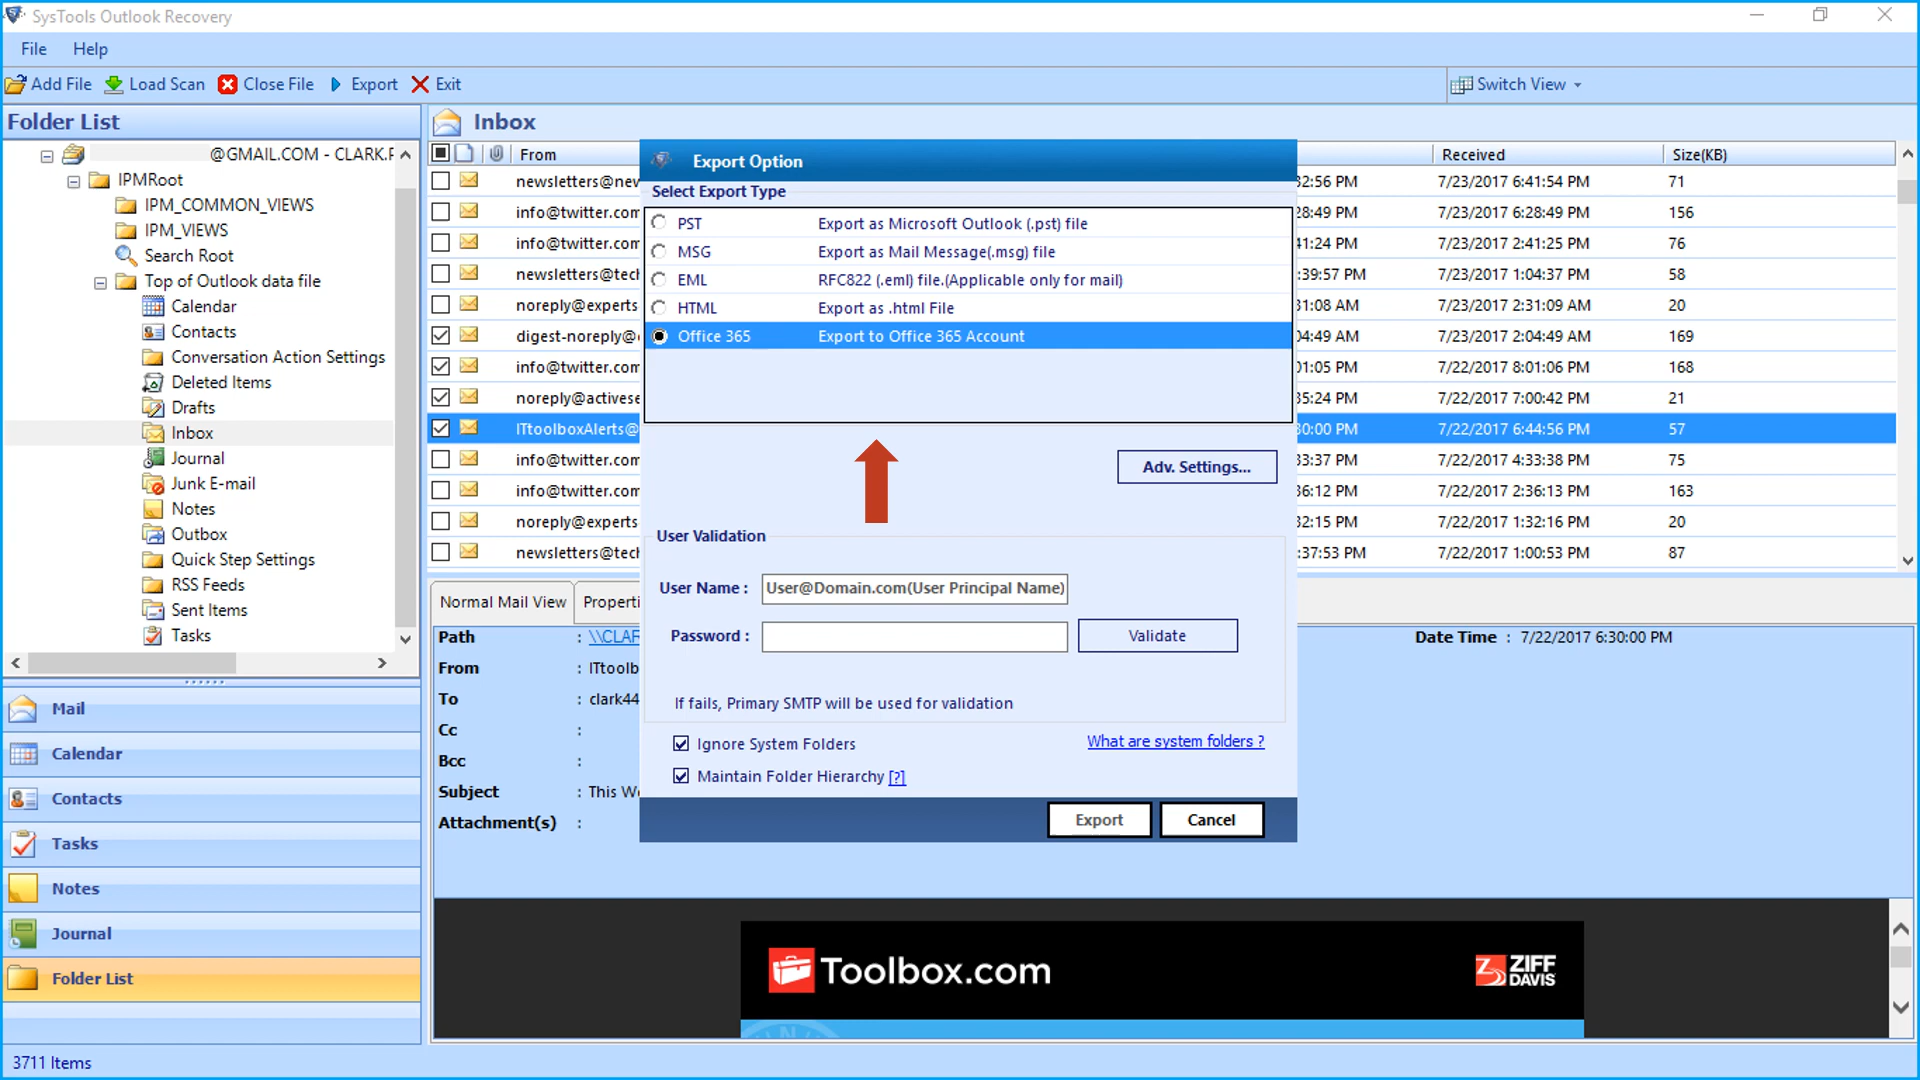 SysTools Outlook Recovery
File Help
Add File Load Scan Close File Export Exit Switch View
Folder List
@GMAIL.COM - CLARK.F
IPMRoot
IPM_COMMON_VIEWS
IPM_VIEWS
Search Root
Top of Outlook data file
Calendar
Contacts
Conversation Action Settings
Deleted Items
Drafts
Inbox
Journal
Junk E-mail
Notes
Outbox
Quick Step Settings
RSS Feeds
Sent Items
Tasks
Mail
Calendar
Contacts
Tasks
Notes
Journal
Folder List
3711 Items
Inbox
From Received Size(KB)
newsletters@nev 32:56 PM 7/23/2017 6:41:54 PM 71
info@twitter.com 28:49 PM 7/23/2017 6:28:49 PM 156
info@twitter.com 41:24 PM 7/23/2017 2:41:25 PM 76
newsletters@tech :39:57 PM 7/23/2017 1:04:37 PM 58
noreply@experts 31:08 AM 7/23/2017 2:31:09 AM 20
digest-noreply@ 04:49 AM 7/23/2017 2:04:49 AM 169
info@twitter.com 01:05 PM 7/22/2017 8:01:06 PM 168
noreply@activese 35:24 PM 7/22/2017 7:00:42 PM 21
ITtoolboxAlerts@ 30:00 PM 7/22/2017 6:44:56 PM 57
info@twitter.com 33:37 PM 7/22/2017 4:33:38 PM 75
info@twitter.com 36:12 PM 7/22/2017 2:36:13 PM 163
noreply@experts 32:15 PM 7/22/2017 1:32:16 PM 20
newsletters@tech :37:53 PM 7/22/2017 1:00:53 PM 87
Export Option
Select Export Type
PST Export as Microsoft Outlook (.pst) file
MSG Export as Mail Message(.msg) file
EML RFC822 (.eml) file.(Applicable only for mail)
HTML Export as .html File
Office 365 Export to Office 365 Account
Adv. Settings...
User Validation
User Name : User@Domain.com(User Principal Name)
Password : Validate
If fails, Primary SMTP will be used for validation
Ignore System Folders What are system folders ?
Maintain Folder Hierarchy [?]
Export Cancel
Normal Mail View Properti
Path : \\CLAR Date Time : 7/22/2017 6:30:00 PM
From : ITtoolb
To : clark44
Cc :
Bcc :
Subject : This We
Attachment(s) :
Toolbox.com ZIFF DAVIS